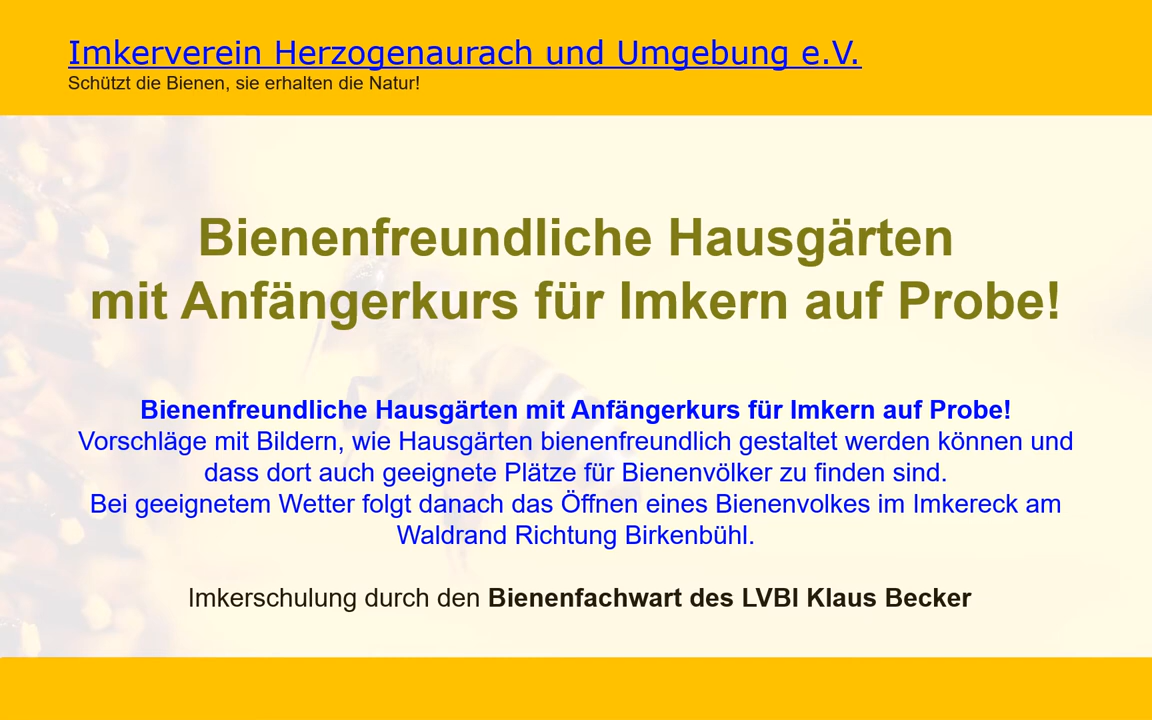 Imkerverein Herzogenaurach und Umgebung e.V.
Schützt die Bienen, sie erhalten die Natur!
Bienenfreundliche Hausgärten
mit Anfängerkurs für Imkern auf Probe!
Bienenfreundliche Hausgärten mit Anfängerkurs für Imkern auf Probe!
Vorschläge mit Bildern, wie Hausgärten bienenfreundlich gestaltet werden können und
dass dort auch geeignete Plätze für Bienenvölker zu finden sind.
Bei geeignetem Wetter folgt danach das Öffnen eines Bienenvolkes im Imkereck am
Waldrand Richtung Birkenbühl.
Imkerschulung durch den Bienenfachwart des LVBI Klaus Becker